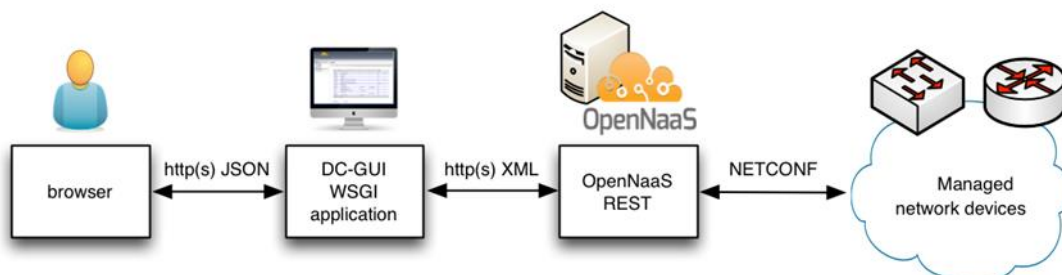 OpenNaaS
browser
http(s) JSON
DC-GUI
WSGI
application
http(s) XML
OpenNaaS
REST
NETCONF
Managed
network devices